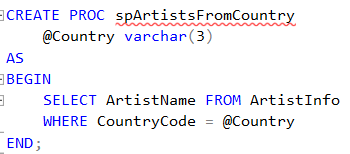 CREATE PROC spArtistsFromCountry
    @Country varchar(3)
AS
BEGIN
    SELECT ArtistName FROM ArtistInfo
    WHERE CountryCode = @Country
END;